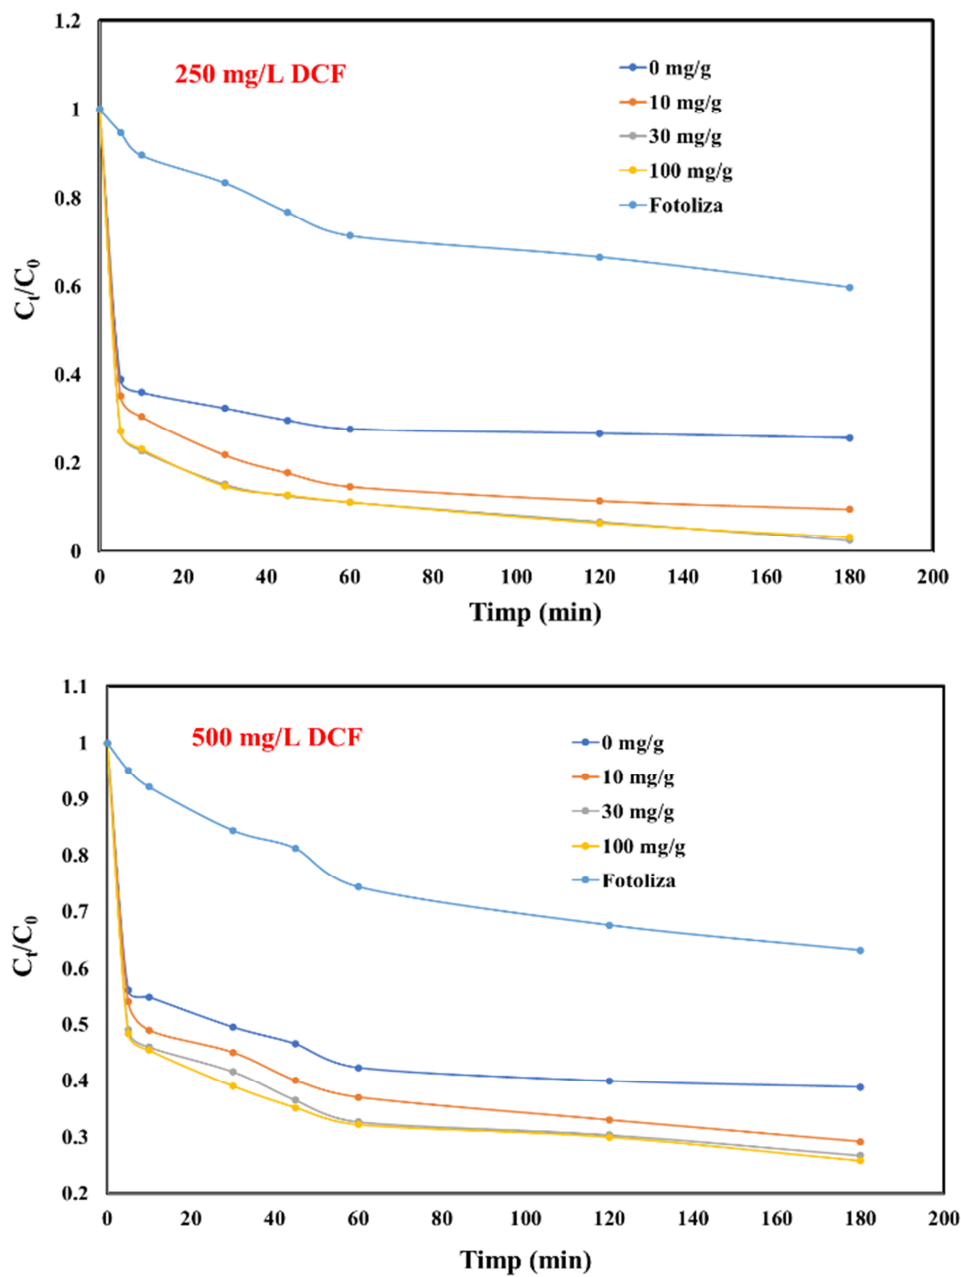 1.2
250 mg/L DCF
0 mg/g
10 mg/g
30 mg/g
100 mg/g
Fotoliza
1
0.8
0.6
0.4
0.2
0
Ct/C0
0 20 40 60 80 100 120 140 160 180 200
Timp (min)
1.1
500 mg/L DCF
0 mg/g
10 mg/g
30 mg/g
100 mg/g
Fotoliza
1
0.9
0.8
0.7
0.6
0.5
0.4
0.3
0.2
Ct/C0
0 20 40 60 80 100 120 140 160 180 200
Timp (min)